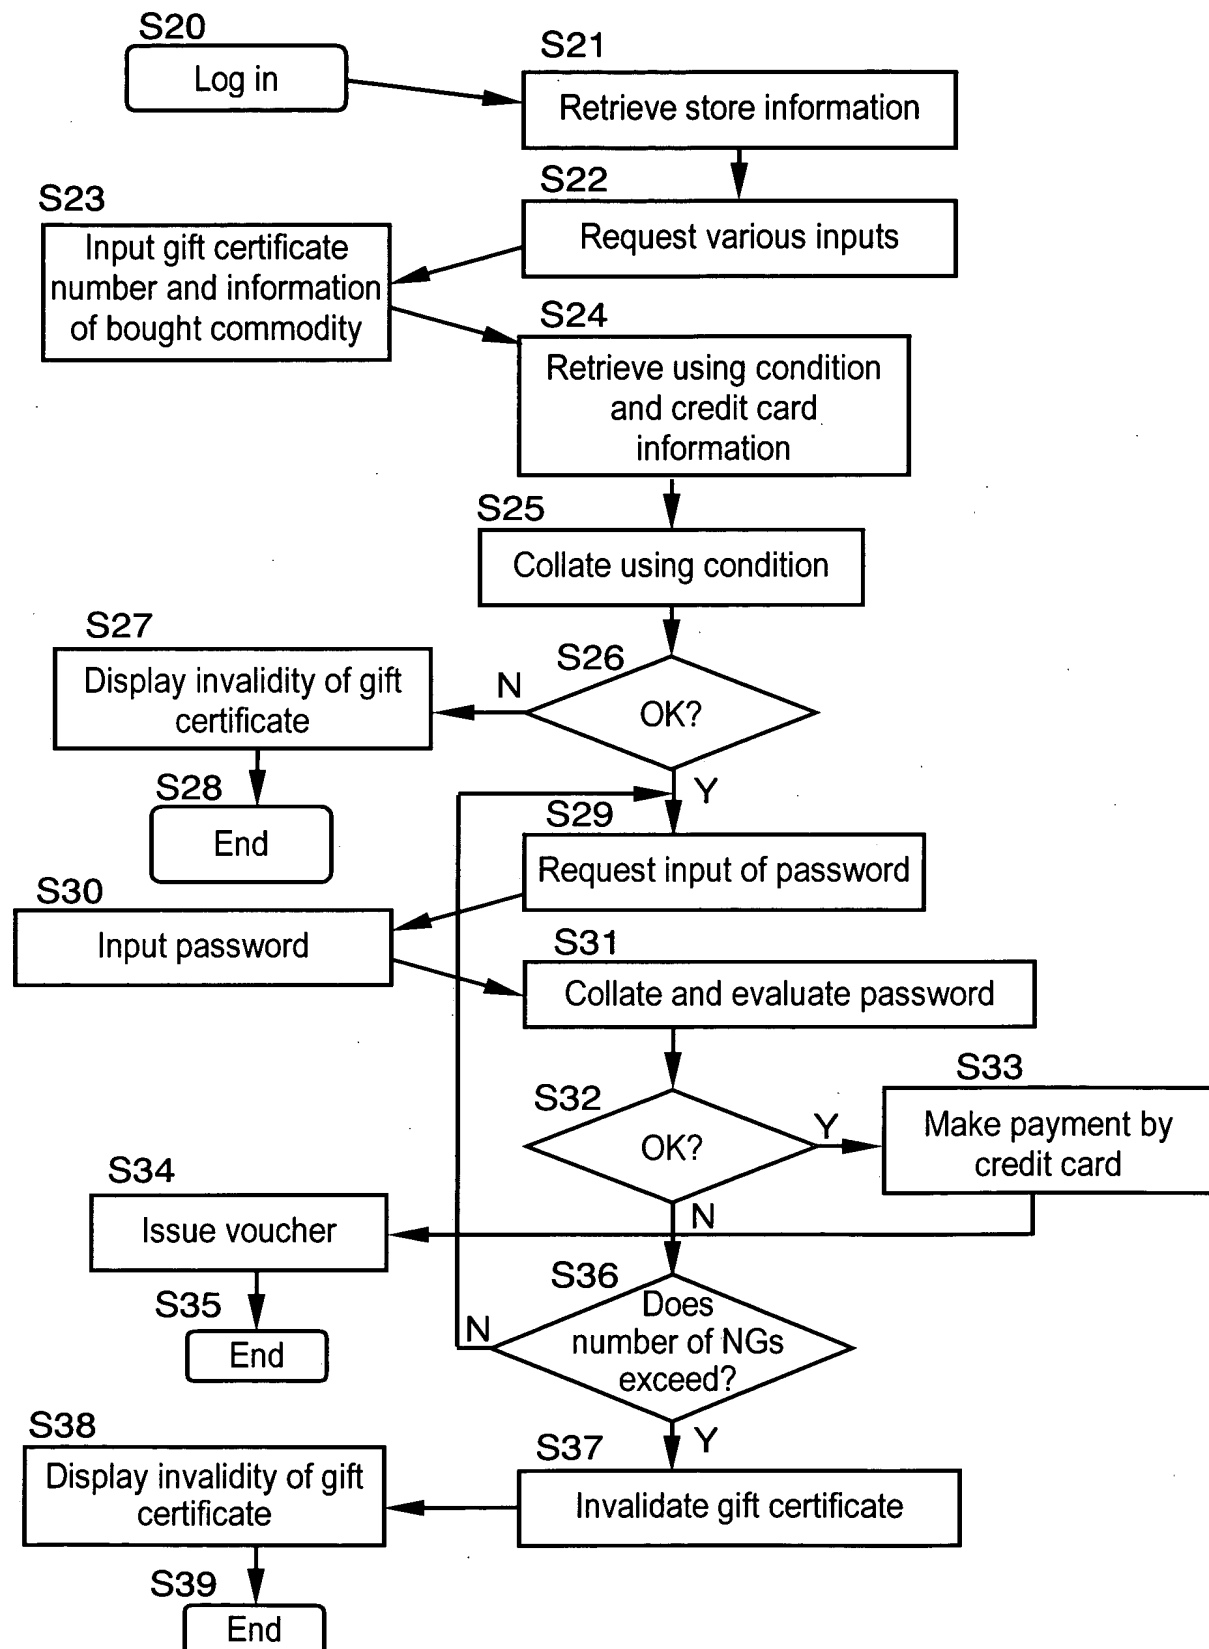 S20
Log in
S21
Retrieve store information
S22
Request various inputs
S23
Input gift certificate
number and information
of bought commodity
S24
Retrieve using condition
and credit card
information
S25
Collate using condition
S26
OK?
N
Y
S27
Display invalidity of gift
certificate
S28
End
S29
Request input of password
S30
Input password
S31
Collate and evaluate password
S32
OK?
Y
N
S33
Make payment by
credit card
S34
Issue voucher
S35
End
S36
Does
number of NGs
exceed?
N
Y
S37
Invalidate gift certificate
S38
Display invalidity of gift
certificate
S39
End